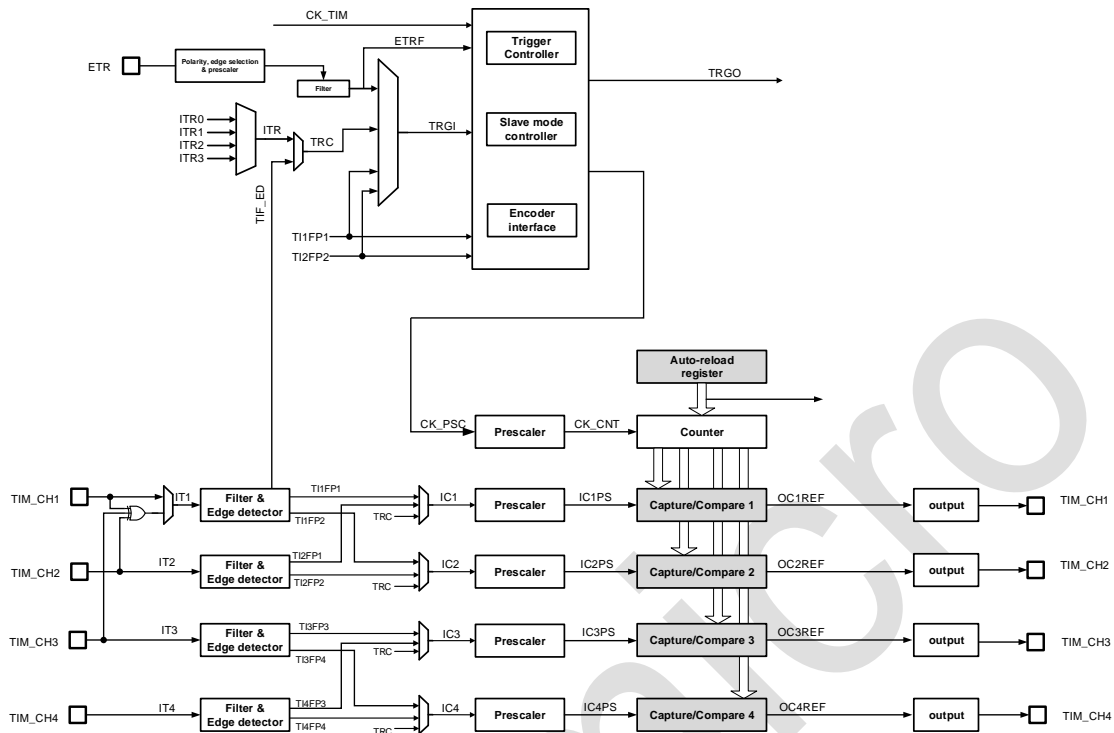 CK_TIM
ETRF
Trigger
Controller
ETR
Polarity, edge selection
& prescaler
Filter
TRGO
ITR0
ITR1
ITR2
ITR3
ITR
TRC
TRGI
Slave mode
controller
TIF_ED
Encoder
interface
TI1FP1
TI2FP2
Auto-reload
register
CK_PSC
Prescaler
CK_CNT
Counter
TIM_CH1
IT1
Filter &
Edge detector
TI1FP1
TI1FP2
TRC
IC1
Prescaler
IC1PS
Capture/Compare 1
OC1REF
output
TIM_CH1
TIM_CH2
IT2
Filter &
Edge detector
TI2FP1
TI2FP2
TRC
IC2
Prescaler
IC2PS
Capture/Compare 2
OC2REF
output
TIM_CH2
TIM_CH3
IT3
Filter &
Edge detector
TI3FP3
TI3FP4
TRC
IC3
Prescaler
IC3PS
Capture/Compare 3
OC3REF
output
TIM_CH3
TIM_CH4
IT4
Filter &
Edge detector
TI4FP3
TI4FP4
TRC
IC4
Prescaler
IC4PS
Capture/Compare 4
OC4REF
output
TIM_CH4
micro